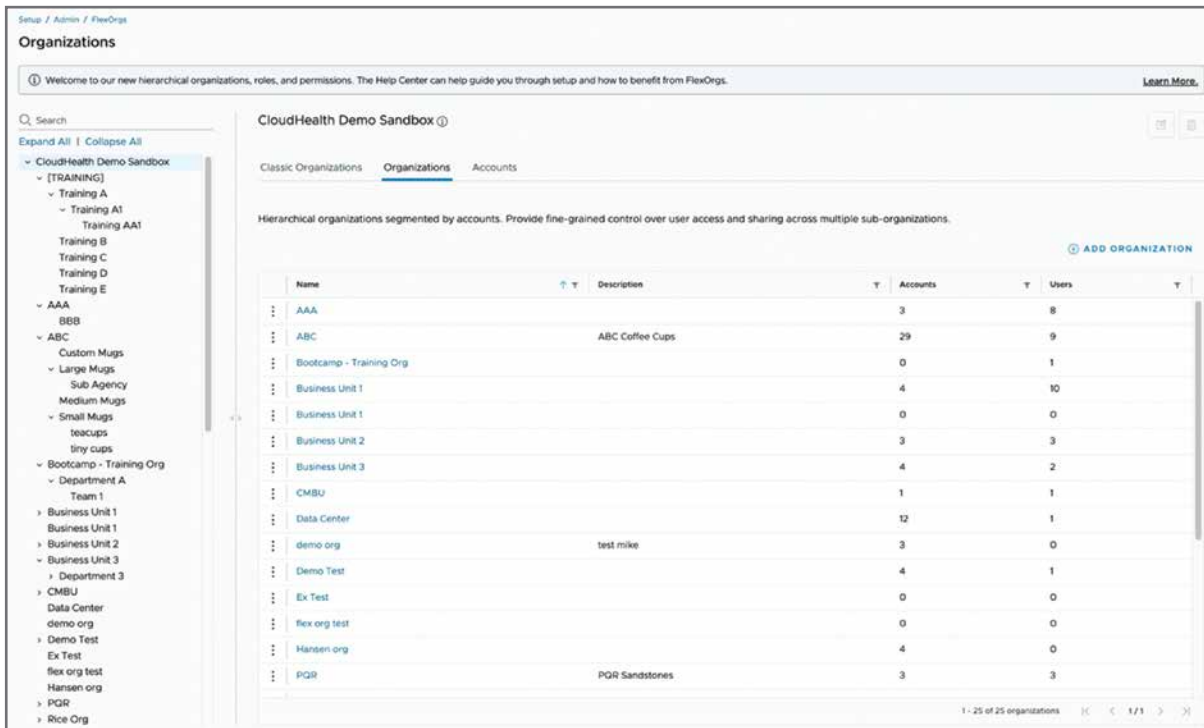 Setup / Admin / FlexOrgs
Organizations
Welcome to our new hierarchical organizations, roles, and permissions. The Help Center can help guide you through setup and how to benefit from FlexOrgs.
Learn More.
Search
Expand All | Collapse All
CloudHealth Demo Sandbox
[TRAINING]
Training A
Training A1
Training AA1
Training B
Training C
Training D
Training E
AAA
BBB
ABC
Custom Mugs
Large Mugs
Sub Agency
Medium Mugs
Small Mugs
teacups
tiny cups
Bootcamp - Training Org
Department A
Team 1
Business Unit 1
Business Unit 1
Business Unit 2
Business Unit 3
Department 3
CMBU
Data Center
demo org
Demo Test
Ex Test
flex org test
Hansen org
PQR
Rice Org
CloudHealth Demo Sandbox
Classic Organizations Organizations Accounts
Hierarchical organizations segmented by accounts. Provide fine-grained control over user access and sharing across multiple sub-organizations.
ADD ORGANIZATION
Name Description Accounts Users
AAA 3 8
ABC ABC Coffee Cups 29 9
Bootcamp - Training Org 0 1
Business Unit 1 4 10
Business Unit 1 0 0
Business Unit 2 3 3
Business Unit 3 4 2
CMBU 1 1
Data Center 12 1
demo org test mike 3 0
Demo Test 4 1
Ex Test 0 0
flex org test 0 0
Hansen org 4 0
PQR PQR Sandstones 3 3
1 - 25 of 25 organizations 1 / 1